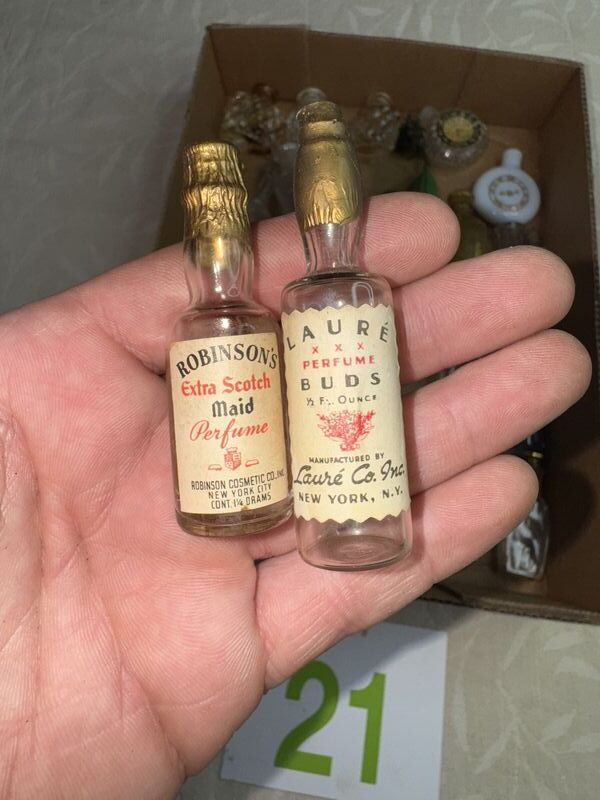 ROBINSON'S
Extra Scotch
Maid
Perfume
ROBINSON COSMETIC CO., INC.
NEW YORK CITY
CONT. 1¼ DRAMS
LAURÉ
X X X
PERFUME
BUDS
½ FL. OUNCE
MANUFACTURED BY
Lauré Co. Inc.
NEW YORK, N.Y.
21